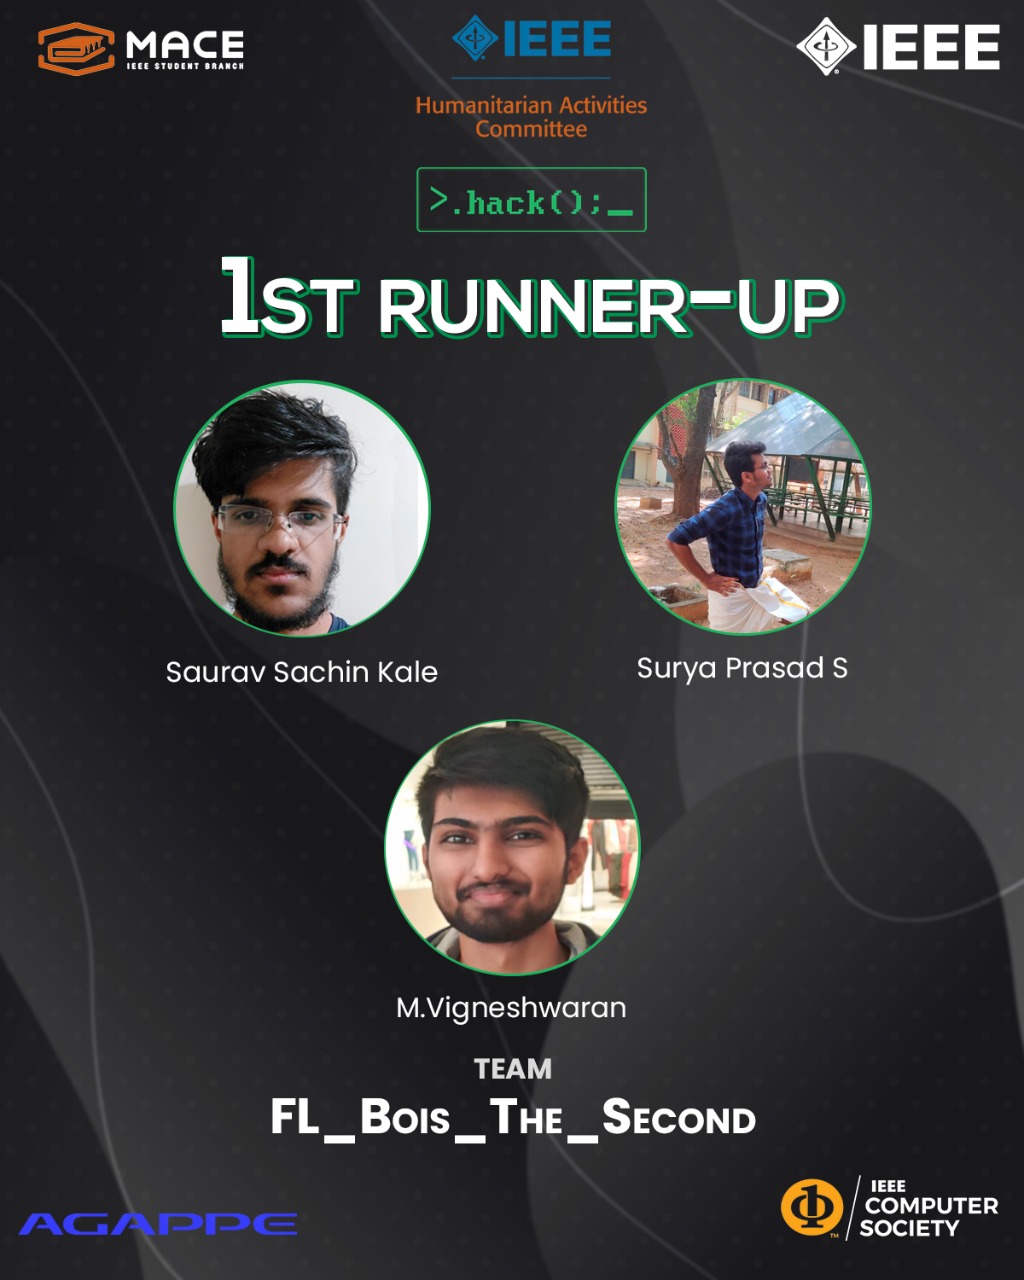 MACE
IEEE STUDENT BRANCH
IEEE
Humanitarian Activities
Committee
IEEE
>.hack();_
1ST RUNNER-UP
Saurav Sachin Kale
Surya Prasad S
M.Vigneshwaran
TEAM
FL_Bois_The_Second
AGAPPE
IEEE
COMPUTER
SOCIETY
TM